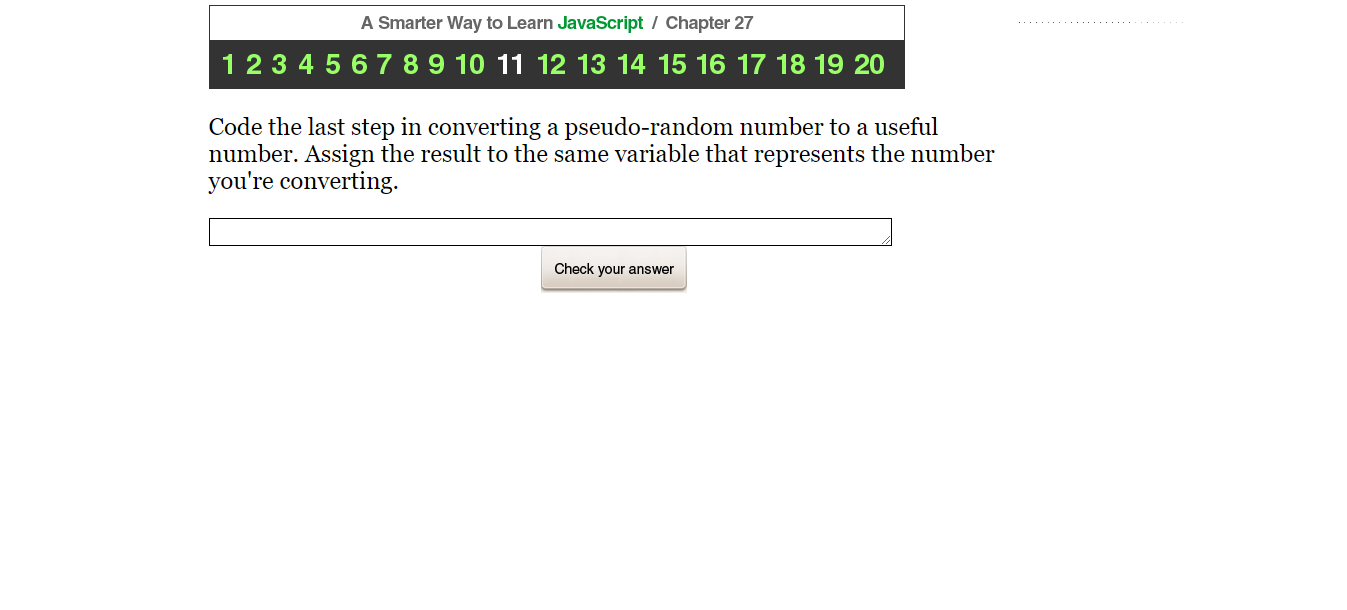 A Smarter Way to Learn JavaScript / Chapter 27
1 2 3 4 5 6 7 8 9 10 11 12 13 14 15 16 17 18 19 20
Code the last step in converting a pseudo-random number to a useful
number. Assign the result to the same variable that represents the number
you're converting.
Check your answer